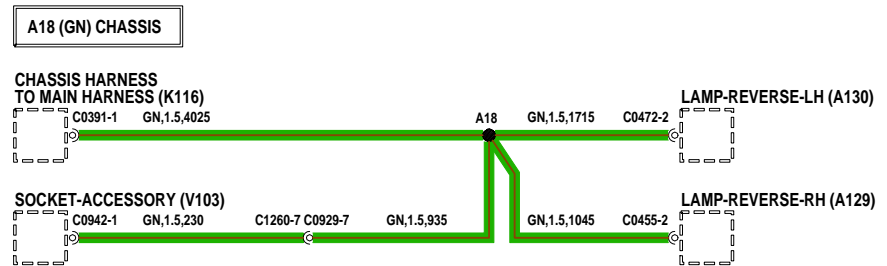 A18 (GN) CHASSIS
CHASSIS HARNESS
TO MAIN HARNESS (K116)
C0391-1 GN,1.5,4025 A18 GN,1.5,1715 C0472-2
LAMP-REVERSE-LH (A130)
SOCKET-ACCESSORY (V103)
C0942-1 GN,1.5,230 C1260-7 C0929-7 GN,1.5,935 GN,1.5,1045 C0455-2
LAMP-REVERSE-RH (A129)